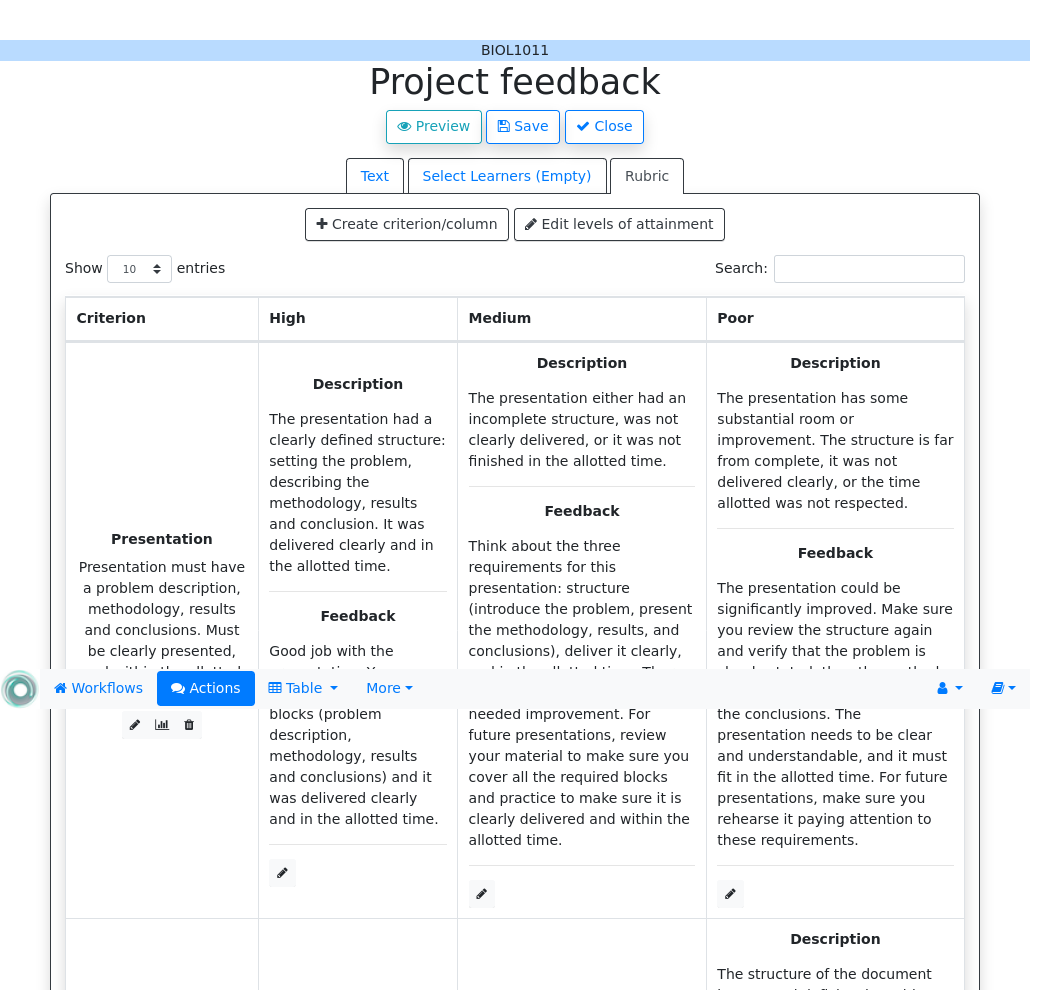 BIOL1011
Project feedback
Preview Save Close
Text Select Learners (Empty) Rubric
Create criterion/column Edit levels of attainment
Show 10 entries Search:
Criterion High Medium Poor
Presentation
Presentation must have
a problem description,
methodology, results
and conclusions. Must
be clearly presented,
Description
The presentation had a
clearly defined structure:
setting the problem,
describing the
methodology, results
and conclusion. It was
delivered clearly and in
the allotted time.
Feedback
Good job with the
blocks (problem
description,
methodology, results
and conclusions) and it
was delivered clearly
and in the allotted time.
Description
The presentation either had an
incomplete structure, was not
clearly delivered, or it was not
finished in the allotted time.
Feedback
Think about the three
requirements for this
presentation: structure
(introduce the problem, present
the methodology, results, and
conclusions), deliver it clearly,
needed improvement. For
future presentations, review
your material to make sure you
cover all the required blocks
and practice to make sure it is
clearly delivered and within the
allotted time.
Description
The presentation has some
substantial room or
improvement. The structure is far
from complete, it was not
delivered clearly, or the time
allotted was not respected.
Feedback
The presentation could be
significantly improved. Make sure
you review the structure again
and verify that the problem is
the conclusions. The
presentation needs to be clear
and understandable, and it must
fit in the allotted time. For future
presentations, make sure you
rehearse it paying attention to
these requirements.
Workflows Actions Table More
Description
The structure of the document